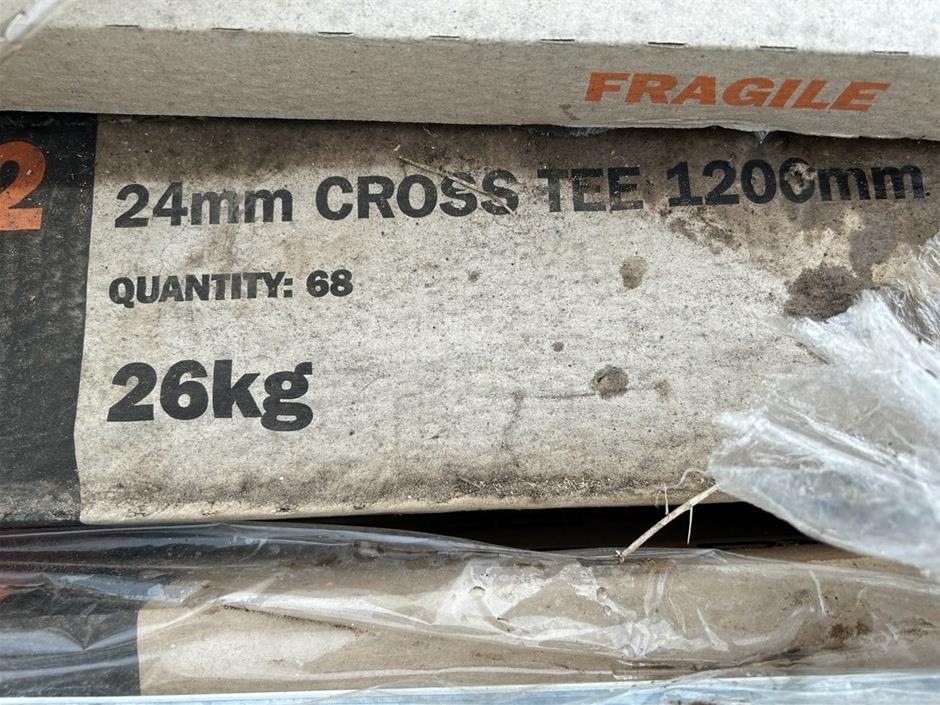 FRAGILE
2
24mm CROSS TEE 1200mm
QUANTITY: 68
26kg